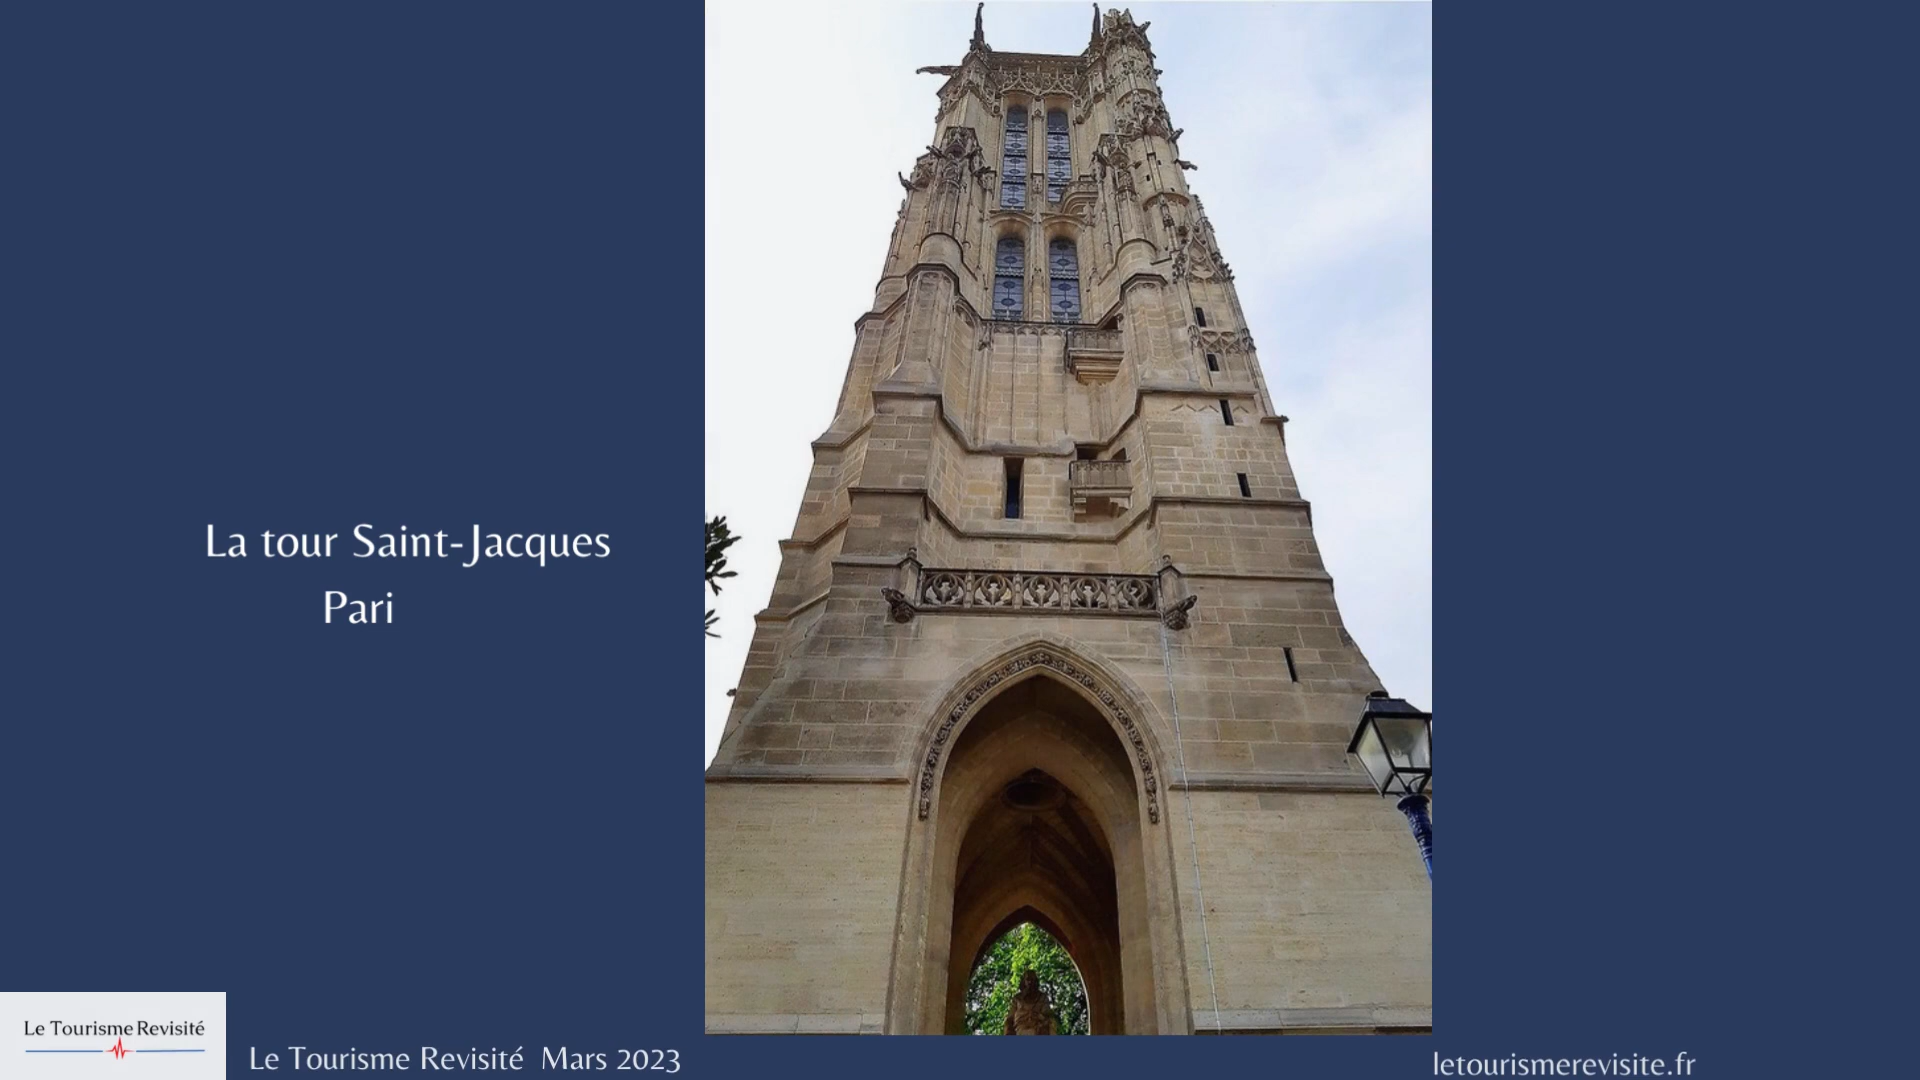 La tour Saint-Jacques
Pari
Le Tourisme Revisité
Le Tourisme Revisité Mars 2023
letourismerevisite.fr